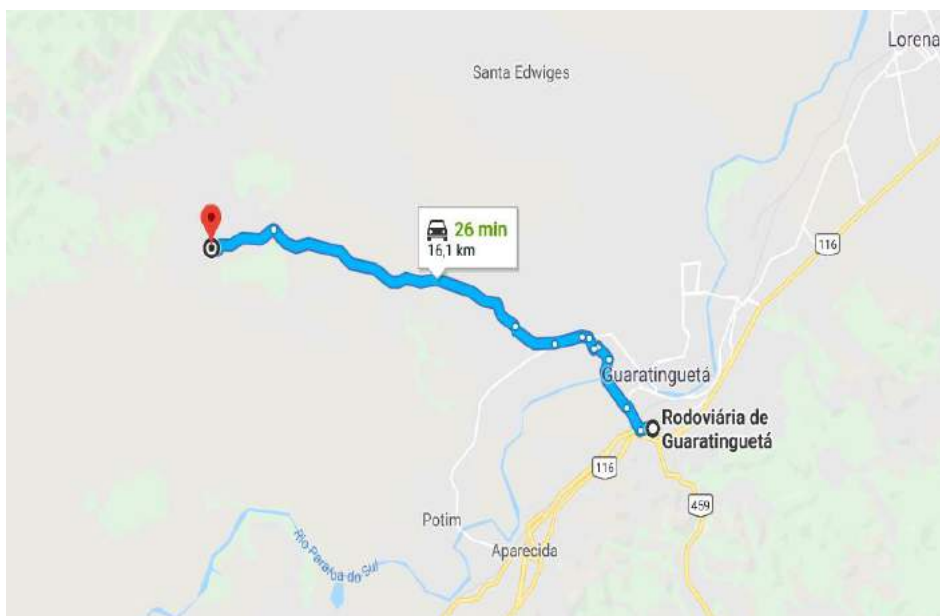 Lorena
Santa Edwiges
26 min
16,1 km
116
Guaratinguetá
Rodoviária de
Guaratinguetá
116
459
Potim
Aparecida
Rio Paraíba do Sul